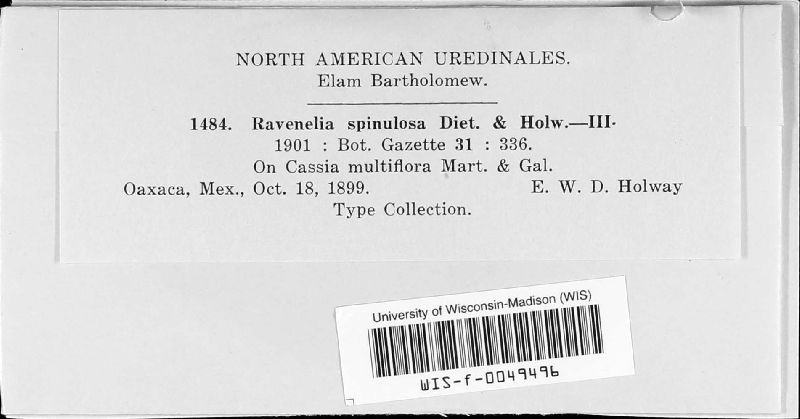 NORTH AMERICAN UREDINALES.
Elam Bartholomew.
1484. Ravenelia spinulosa Diet. & Holw.—III.
1901 : Bot. Gazette 31 : 336.
On Cassia multiflora Mart. & Gal.
Oaxaca, Mex., Oct. 18, 1899. E. W. D. Holway
Type Collection.
University of Wisconsin-Madison (WIS)
WIS-f-0049496